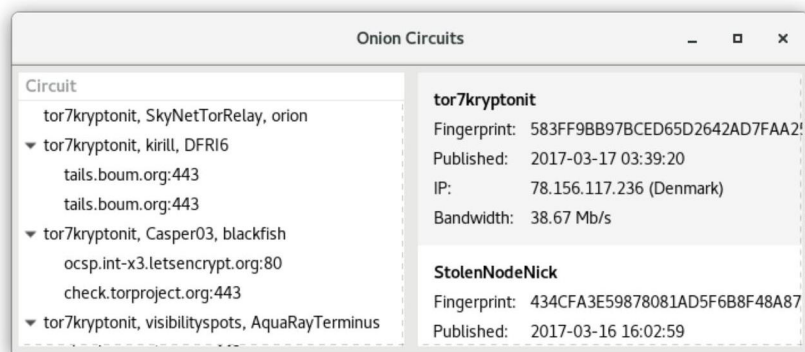 Onion Circuits
Circuit
tor7kryptonit, SkyNetTorRelay, orion
tor7kryptonit, kirill, DFRI6
tails.boum.org:443
tails.boum.org:443
tor7kryptonit, Casper03, blackfish
ocsp.int-x3.letsencrypt.org:80
check.torproject.org:443
tor7kryptonit, visibilityspots, AquaRayTerminus
tor7kryptonit
Fingerprint: 583FF9BB97BCED65D2642AD7FAA2
Published: 2017-03-17 03:39:20
IP: 78.156.117.236 (Denmark)
Bandwidth: 38.67 Mb/s
StolenNodeNick
Fingerprint: 434CFA3E59878081AD5F6B8F48A87
Published: 2017-03-16 16:02:59